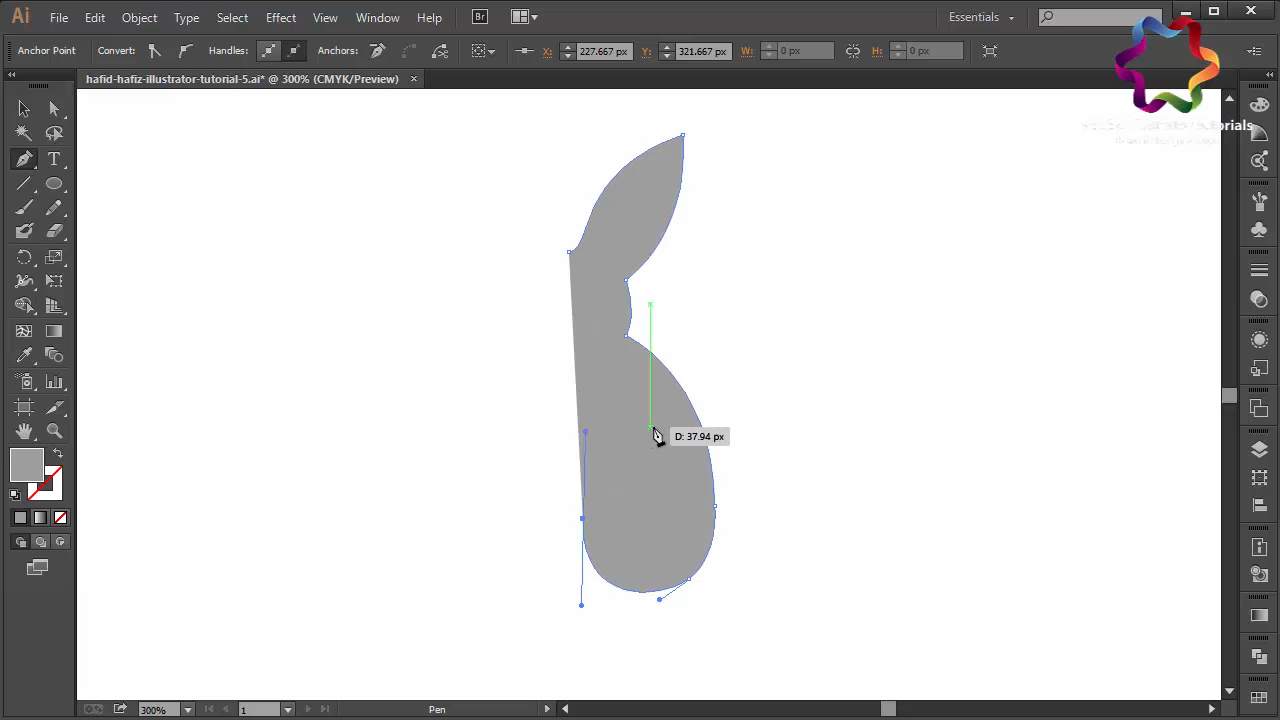 Ai File Edit Object Type Select Effect View Window Help Br Essentials
Anchor Point Convert: Handles: Anchors: X: 227.667 px Y: 321.667 px W: 0 px H: 0 px
hafid-hafiz-illustrator-tutorial-5.ai* @ 300% (CMYK/Preview) ×
tutorials
T
D: 37.94 px
300% 1 Pen